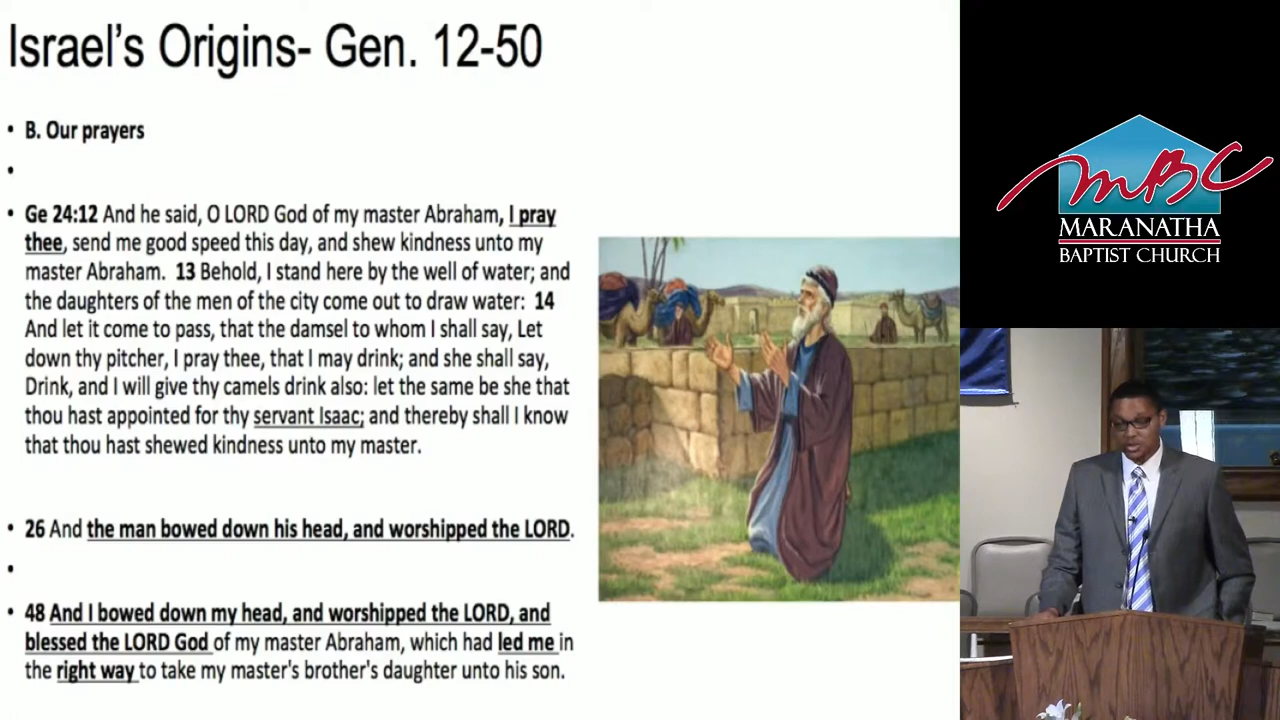 Israel's Origins- Gen. 12-50
• B. Our prayers
•
• Ge 24:12 And he said, O LORD God of my master Abraham, I pray
thee, send me good speed this day, and shew kindness unto my
master Abraham. 13 Behold, I stand here by the well of water; and
the daughters of the men of the city come out to draw water: 14
And let it come to pass, that the damsel to whom I shall say, Let
down thy pitcher, I pray thee, that I may drink; and she shall say,
Drink, and I will give thy camels drink also: let the same be she that
thou hast appointed for thy servant Isaac; and thereby shall I know
that thou hast shewed kindness unto my master.
• 26 And the man bowed down his head, and worshipped the LORD.
•
• 48 And I bowed down my head, and worshipped the LORD, and
blessed the LORD God of my master Abraham, which had led me in
the right way to take my master's brother's daughter unto his son.
MBC
MARANATHA
BAPTIST CHURCH